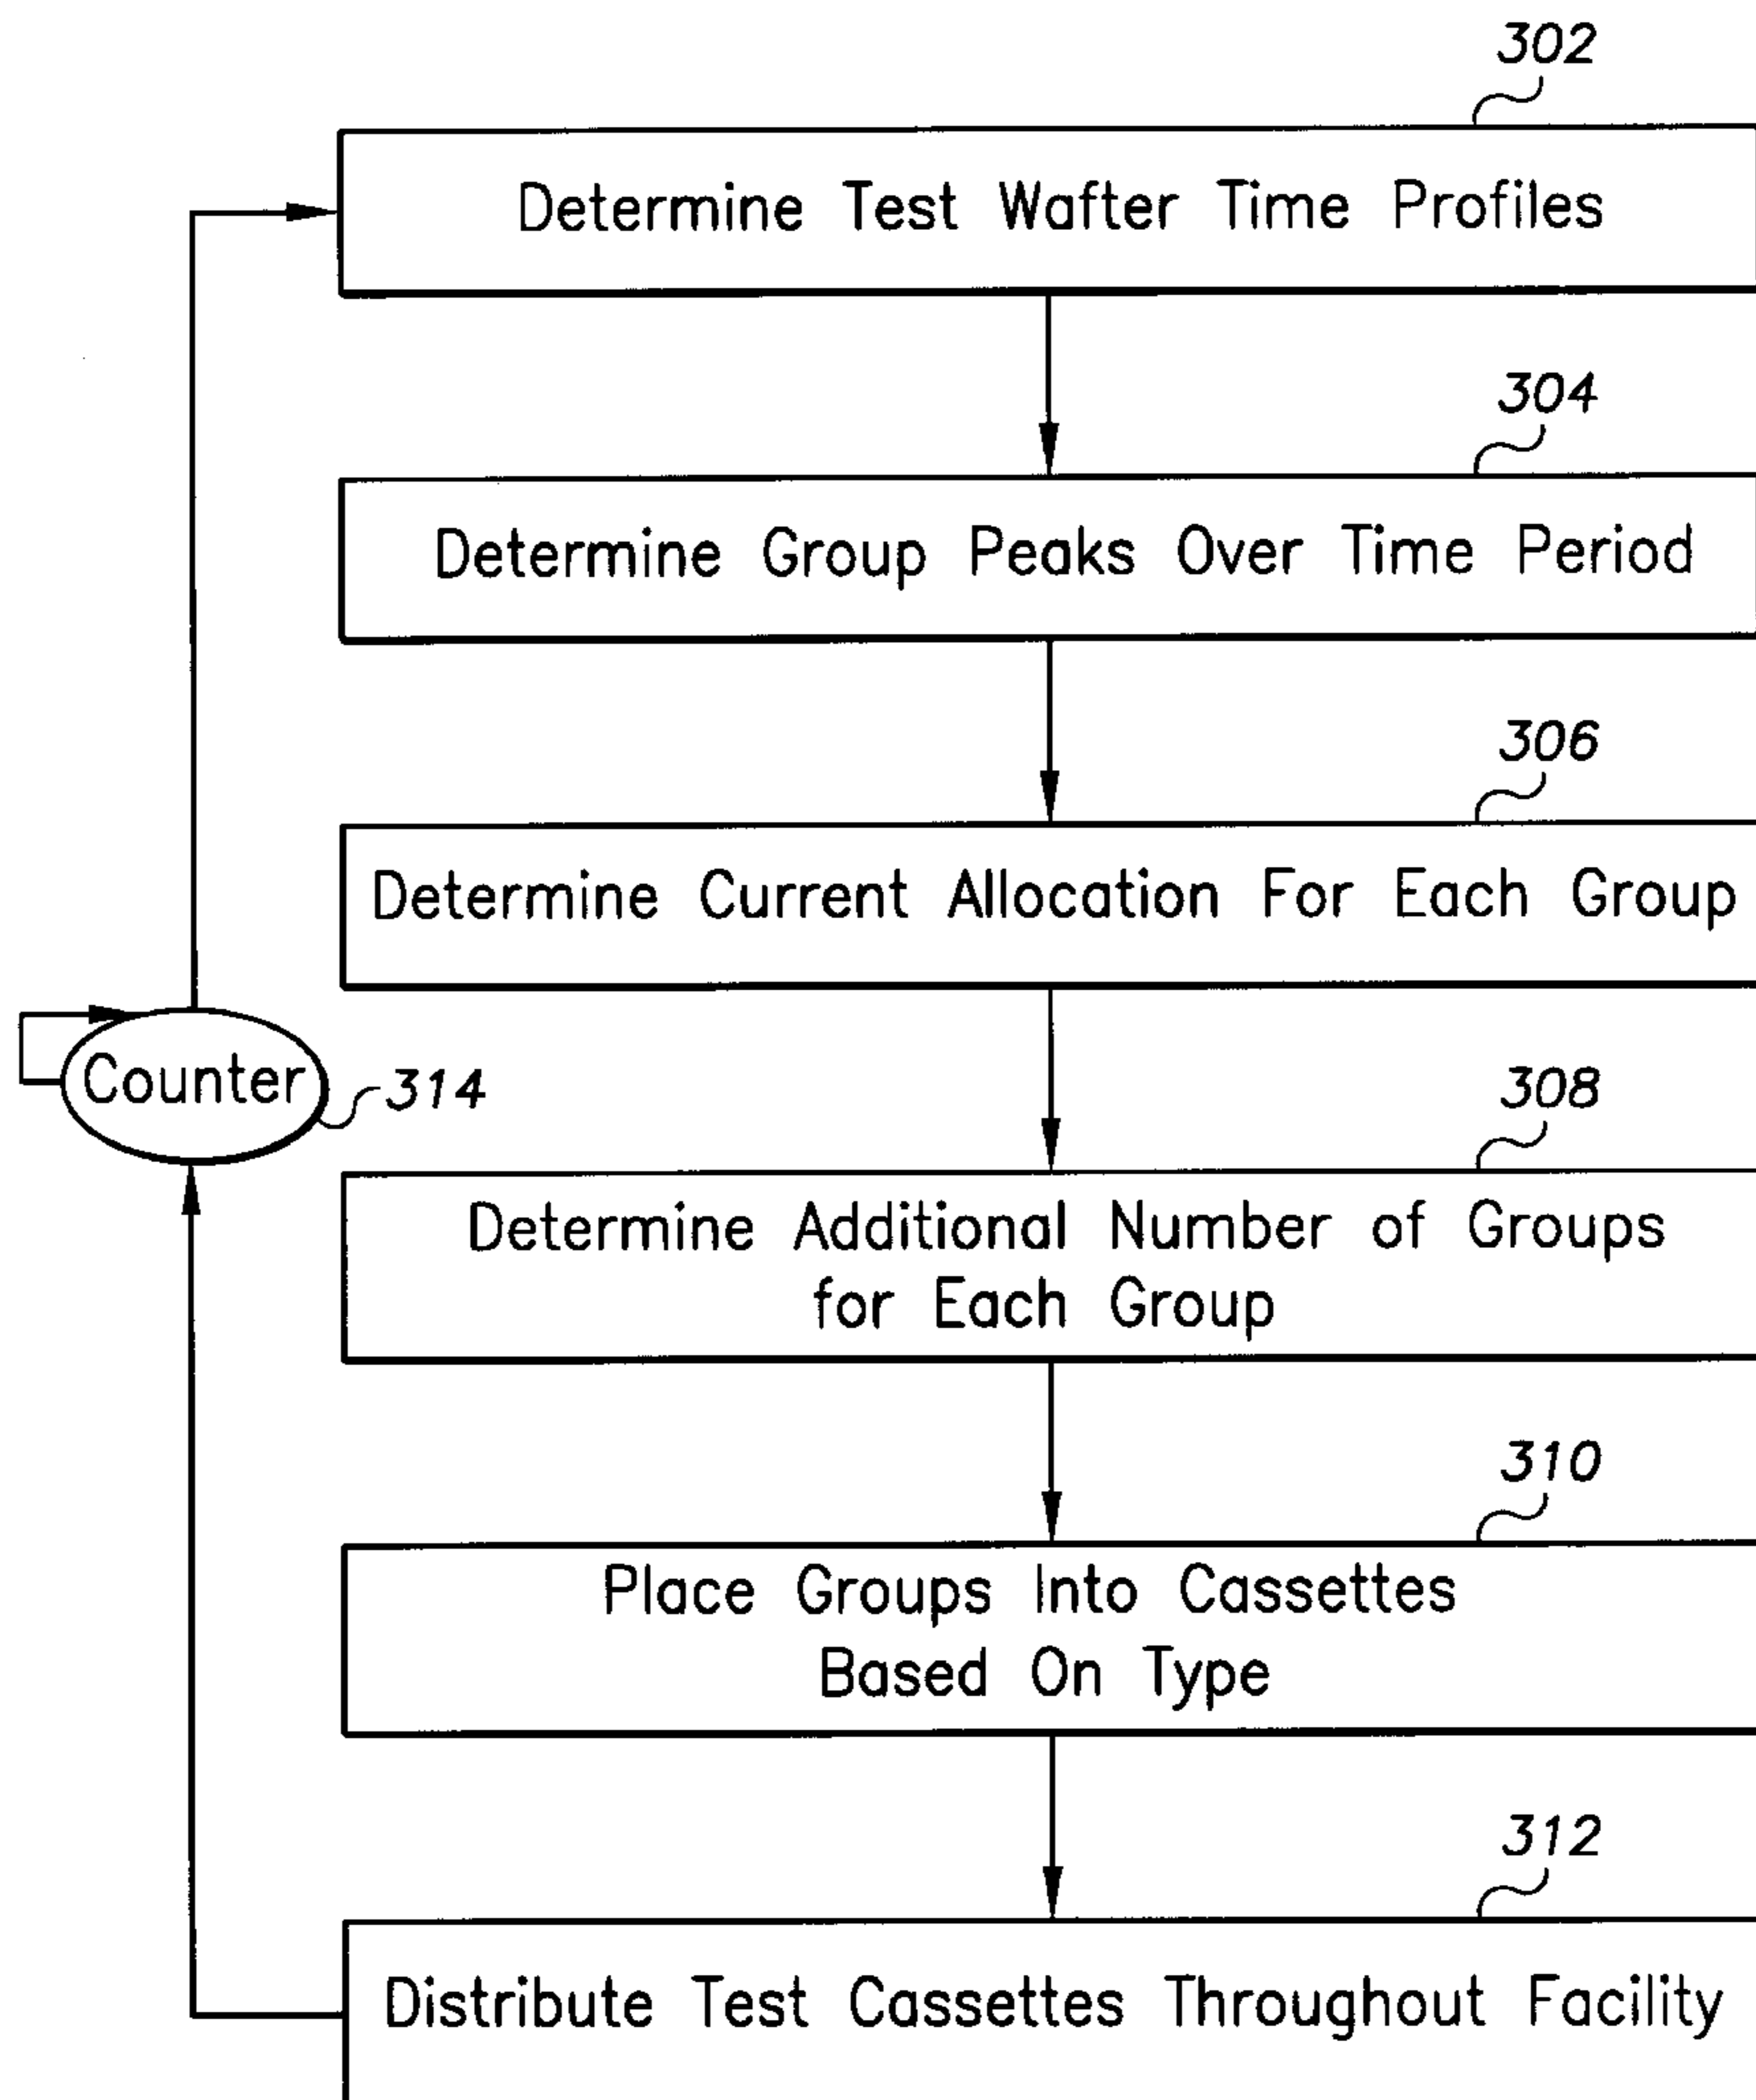 302
Determine Test Wafter Time Profiles
304
Determine Group Peaks Over Time Period
306
Determine Current Allocation For Each Group
Counter
314
308
Determine Additional Number of Groups
for Each Group
310
Place Groups Into Cassettes
Based On Type
312
Distribute Test Cassettes Throughout Facility